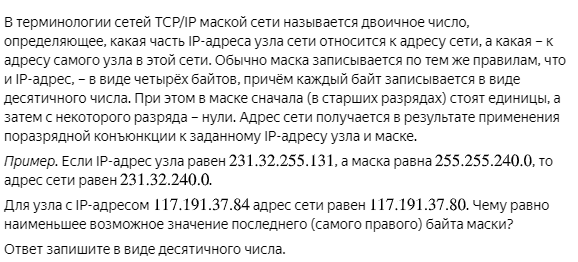 В терминологии сетей TCP/IP маской сети называется двоичное число,
определяющее, какая часть IP-адреса узла сети относится к адресу сети, а какая – к
адресу самого узла в этой сети. Обычно маска записывается по тем же правилам, что
и IP-адрес, – в виде четырёх байтов, причём каждый байт записывается в виде
десятичного числа. При этом в маске сначала (в старших разрядах) стоят единицы, а
затем с некоторого разряда – нули. Адрес сети получается в результате применения
поразрядной конъюнкции к заданному IP-адресу узла и маске.
Пример. Если IP-адрес узла равен 231.32.255.131, а маска равна 255.255.240.0, то
адрес сети равен 231.32.240.0.
Для узла с IP-адресом 117.191.37.84 адрес сети равен 117.191.37.80. Чему равно
наименьшее возможное значение последнего (самого правого) байта маски?
Ответ запишите в виде десятичного числа.